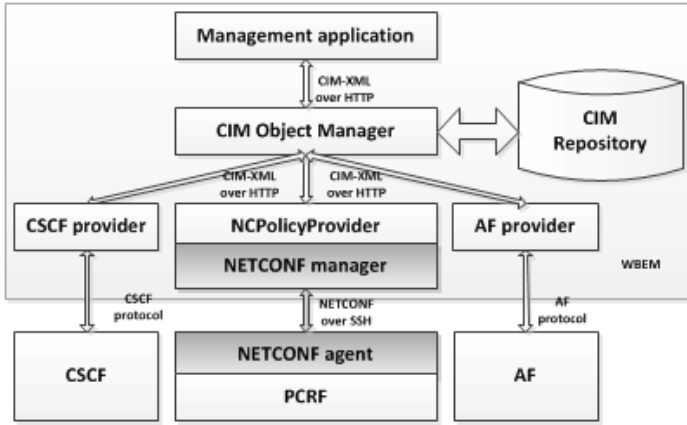 Management application
CIM-XML
over HTTP
CIM Object Manager
CIM
Repository
CIM-XML
over HTTP
CIM-XML
over HTTP
CSCF provider
NCPolicyProvider
AF provider
NETCONF manager
WBEM
CSCF
protocol
NETCONF
over SSH
AF
protocol
NETCONF agent
CSCF
PCRF
AF